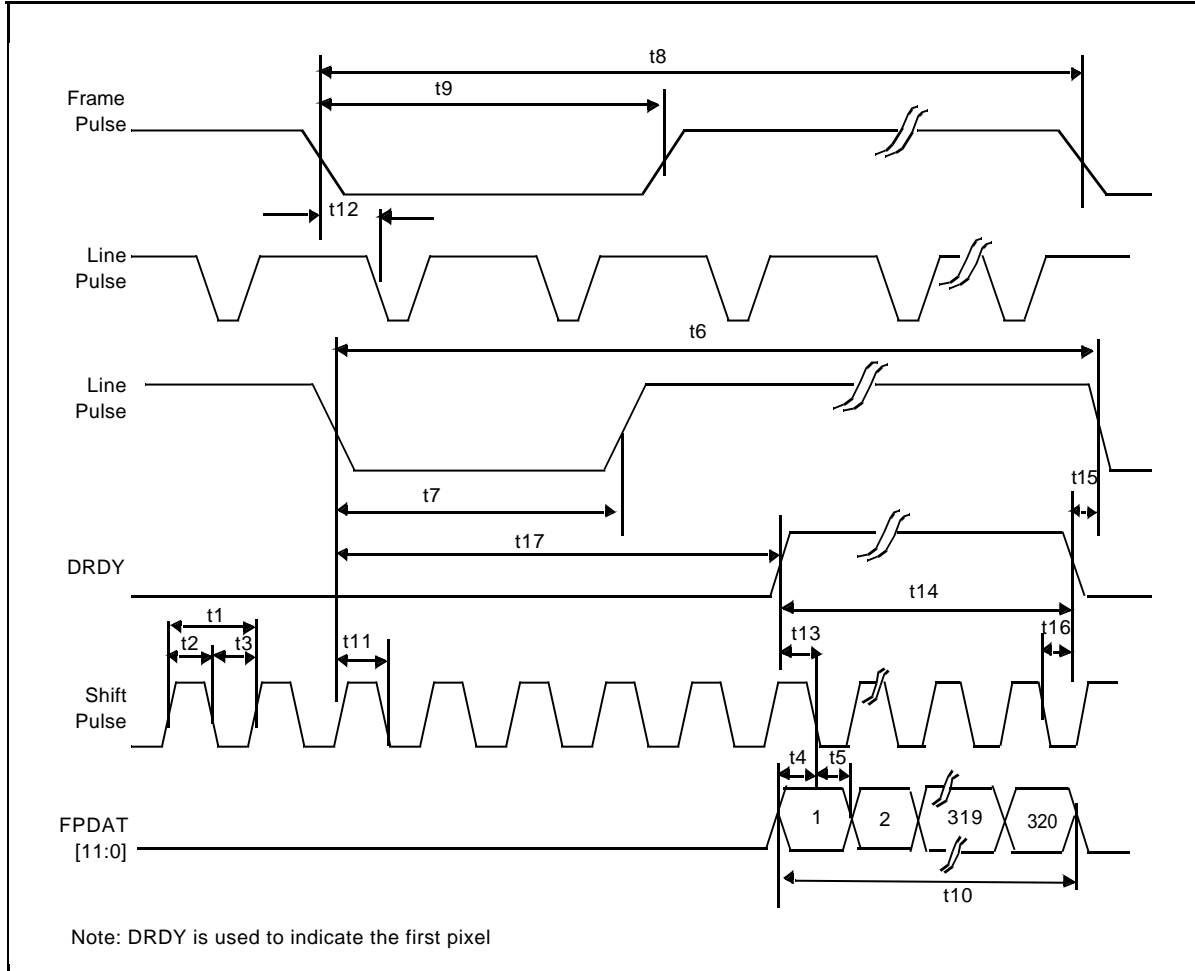 t8
t9
Frame
Pulse
t12
Line
Pulse
t6
Line
Pulse
t7
t15
t17
DRDY
t14
t1
t2
t3
t11
t13
t16
Shift
Pulse
t4
t5
FPDAT
[11:0]
1
2
319
320
t10
Note: DRDY is used to indicate the first pixel